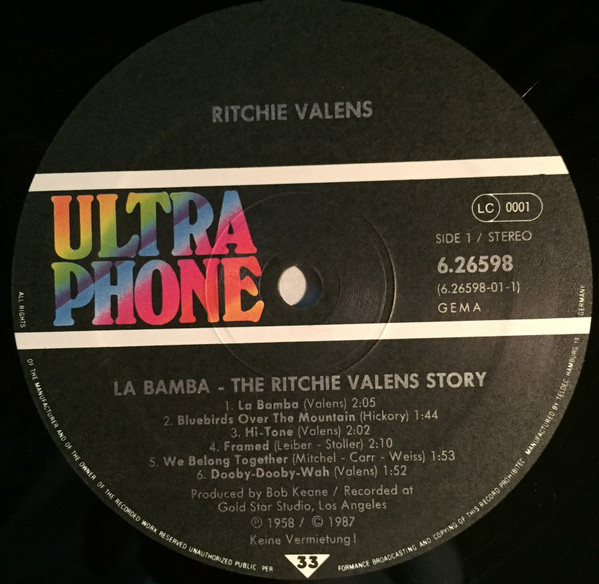 RITCHIE VALENS
ULTRA
PHONE
LC 0001
SIDE 1 / STEREO
6.26598
(6.26598-01-1)
GEMA
LA BAMBA - THE RITCHIE VALENS STORY
1. La Bamba (Valens) 2:05
2. Bluebirds Over The Mountain (Hickory) 1:44
3. Hi-Tone (Valens) 2:02
4. Framed (Leiber - Stoller) 2:10
5. We Belong Together (Mitchel - Carr - Weiss) 1:53
6. Dooby-Dooby-Wah (Valens) 1:52
Produced by Bob Keane / Recorded at
Gold Star Studio, Los Angeles
℗ 1958 / © 1987
Keine Vermietung!
33
ALL RIGHTS OF THE MANUFACTURER AND OF THE OWNER OF THE RECORDED WORK RESERVED UNAUTHORIZED PUBLIC PERFORMANCE BROADCASTING AND COPYING OF THIS RECORD PROHIBITED
MANUFACTURED BY TELDEC HAMBURG 19 GERMANY